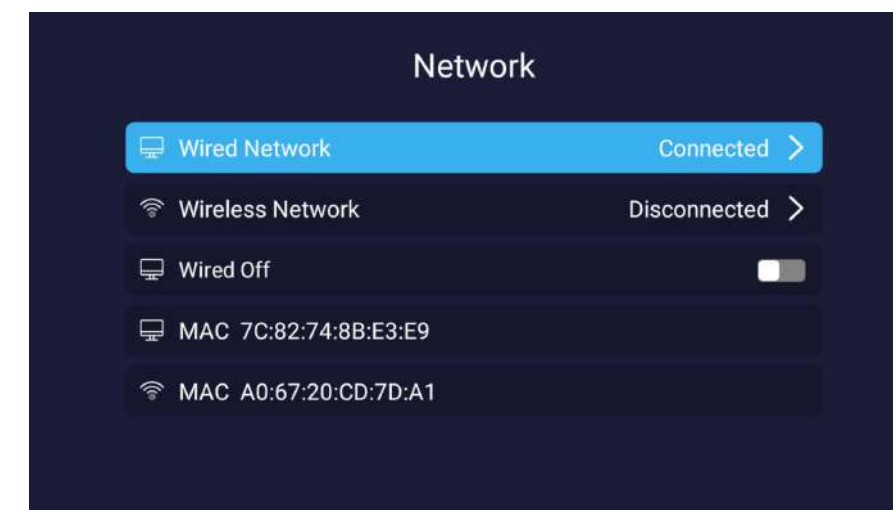 Network
Wired Network Connected
Wireless Network Disconnected
Wired Off
MAC 7C:82:74:8B:E3:E9
MAC A0:67:20:CD:7D:A1